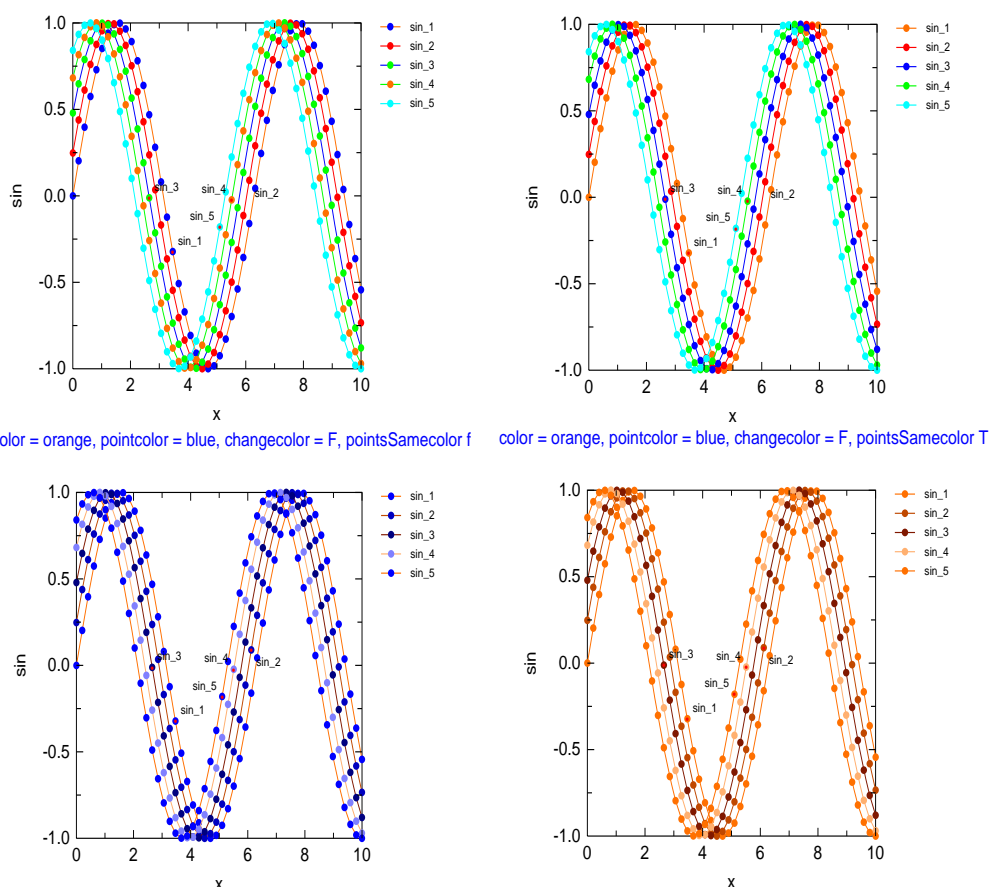 1.0
0.5
0.0
-0.5
-1.0
sin
0 2 4 6 8 10
x
sin_1
sin_2
sin_3
sin_4
sin_5
sin_3
sin_4
sin_2
sin_5
sin_1
1.0
0.5
0.0
-0.5
-1.0
sin
0 2 4 6 8 10
x
sin_1
sin_2
sin_3
sin_4
sin_5
sin_3
sin_4
sin_2
sin_5
sin_1
olor = orange, pointcolor = blue, changecolor = F, pointsSamecolor f
color = orange, pointcolor = blue, changecolor = F, pointsSamecolor T
1.0
0.5
0.0
-0.5
-1.0
sin
0 2 4 6 8 10
x
sin_1
sin_2
sin_3
sin_4
sin_5
sin_3
sin_4
sin_2
sin_5
sin_1
1.0
0.5
0.0
-0.5
-1.0
sin
0 2 4 6 8 10
x
sin_1
sin_2
sin_3
sin_4
sin_5
sin_3
sin_4
sin_2
sin_5
sin_1